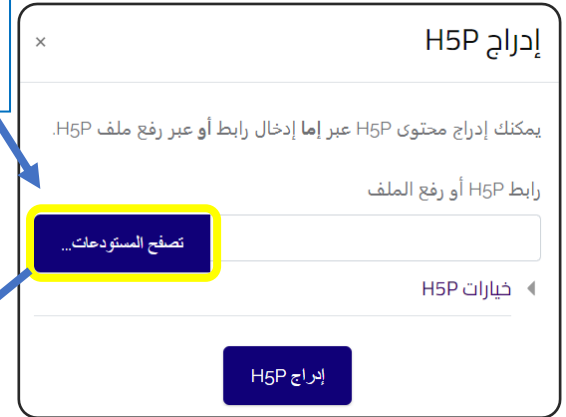 إدراج H5P
×
يمكنك إدراج محتوى H5P عبر إما إدخال رابط أو عبر رفع ملف H5P.
رابط H5P أو رفع الملف
تصفح المستودعات...
خيارات H5P
إدراج H5P